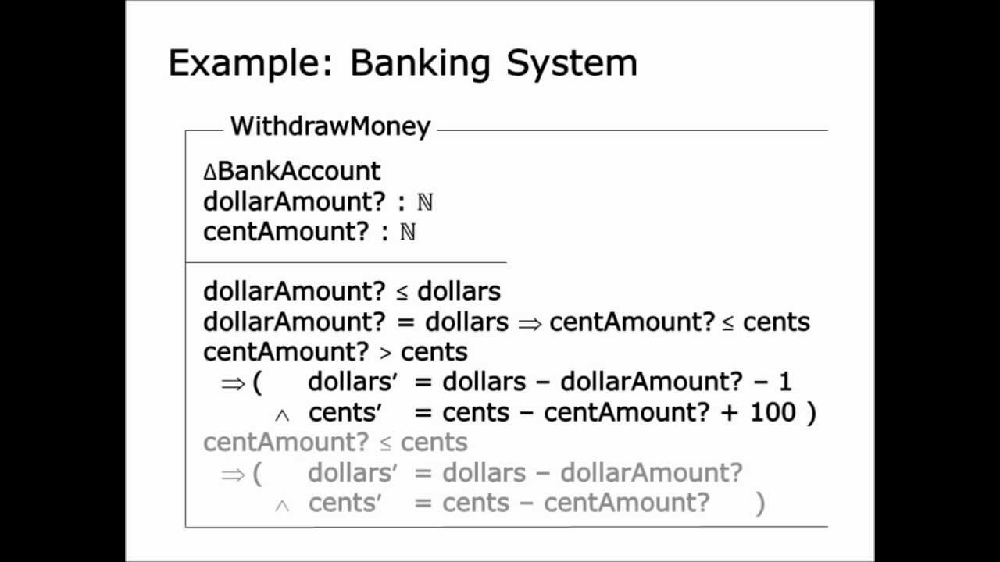 Example: Banking System
WithdrawMoney
∆BankAccount
dollarAmount? : ℕ
centAmount? : ℕ
dollarAmount? ≤ dollars
dollarAmount? = dollars ⇒ centAmount? ≤ cents
centAmount? > cents
⇒ ( dollars′ = dollars – dollarAmount? – 1
∧ cents′ = cents – centAmount? + 100 )
centAmount? ≤ cents
⇒ ( dollars′ = dollars – dollarAmount?
∧ cents′ = cents – centAmount? )